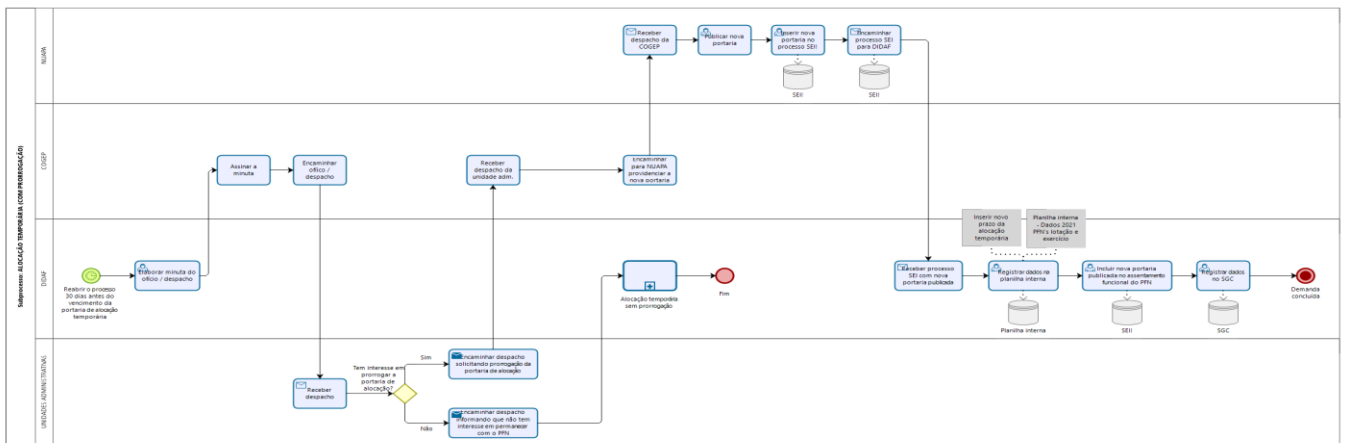 Subprocesso: ALOCAÇÃO TEMPORÁRIA (COM PRORROGAÇÃO)
NUAPA
Receber
despacho da
COGEP
Publicar nova
portaria
Inserir nova
portaria no
processo SEII
Encaminhar
processo SEI
para DIDAF
SEII
SEII
COGEP
Assinar a
minuta
Encaminar
ofíico /
despacho
Receber
despacho da
unidade adm.
Encaminhar
para NUAPA
providenciar a
nova portaria
DIDAF
Reabrir o processo
30 dias antes do
vencimento da
portaria de alocação
temporária
Elaborar minuta do
ofício / despacho
Alocação temporária
sem prorrogação
Fim
Receber processo
SEI com nova
portaria publicada
Inserir novo
prazo da
alocação
temporária
Planilha interna
- Dados 2021
PFN's lotação e
exercício
Registrar dados na
planilha interna
Planilha interna
Incluir nova portaria
publicada no assentamento
funcional do PFN
SEII
Registrar dados
no SGC
SGC
Demanda
concluída
UNIDADES ADMINISTRATIVAS
Receber
despacho
Tem interesse em
prorrogar a
portaria de
alocação?
Sim
Não
Encaminhar despacho
solicitando prorrogação da
portaria de alocação
Encaminhar despacho
informando que não tem
interesse em permanecer
com o PFN